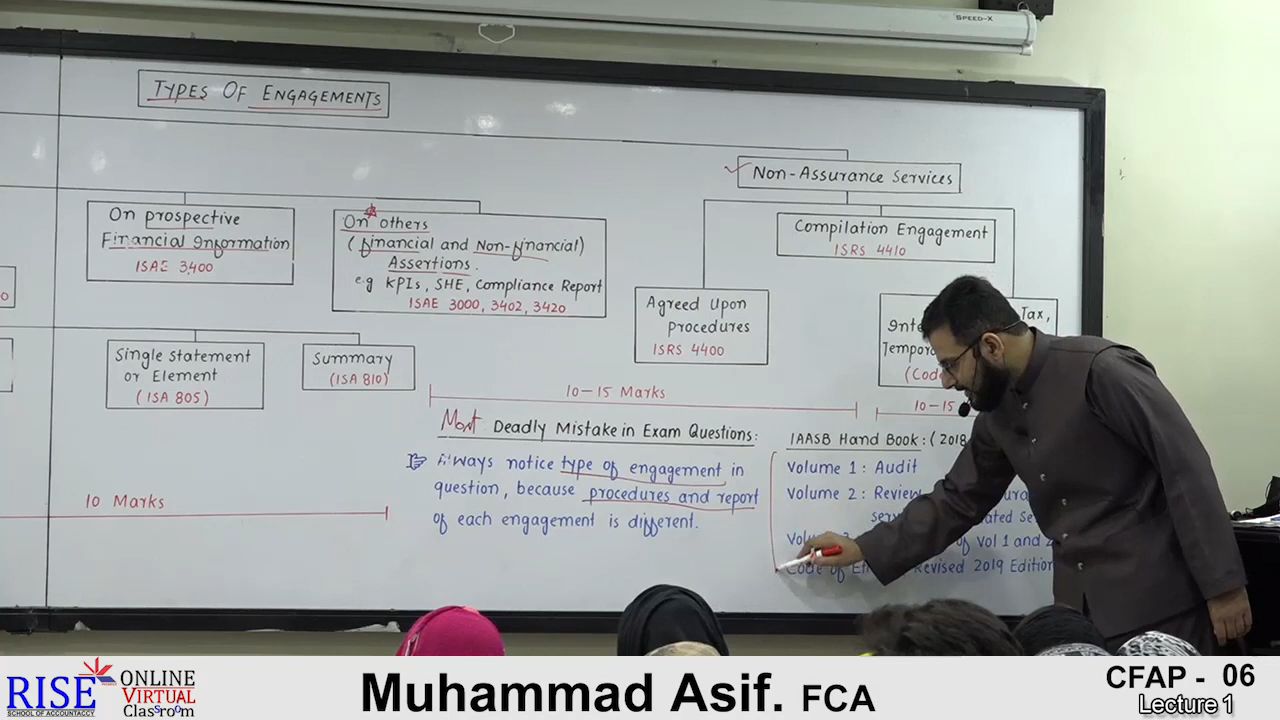 SPEED-X
TYPES OF ENGAGEMENTS
Non-Assurance Services
On prospective
Financial Information
ISAE 3400
On others
(financial and Non-financial)
Assertions.
e.g KPIs, SHE, Compliance Report
ISAE 3000, 3402, 3420
Compilation Engagement
ISRS 4410
Agreed Upon
Procedures
ISRS 4400
Tax,
0
Single statement
or Element
(ISA 805)
Summary
(ISA 810)
10-15 Marks
10-15
Most Deadly Mistake in Exam Questions:
Always notice type of engagement in
question, because procedures and report
of each engagement is different.
10 Marks
IAASB Hand Book: (2018
Volume 1: Audit
Volume 2: Review
of Vol 1 and 2
Code of Revised 2019 Edition
RISE
SCHOOL OF ACCOUNTANCY
ONLINE
VIRTUAL
Classroom
Muhammad Asif. FCA
CFAP - 06
Lecture 1